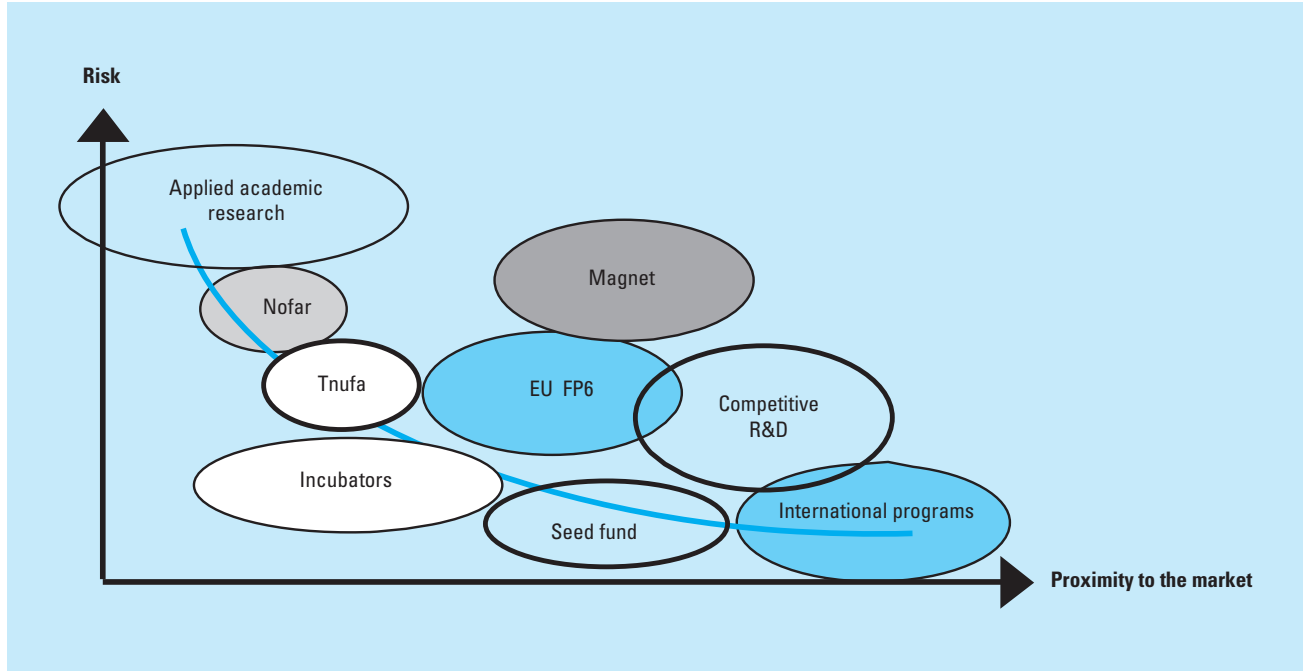 Risk
Applied academic
research
Nofar
Magnet
Tnufa
EU FP6
Competitive
R&D
Incubators
Seed fund
International programs
Proximity to the market